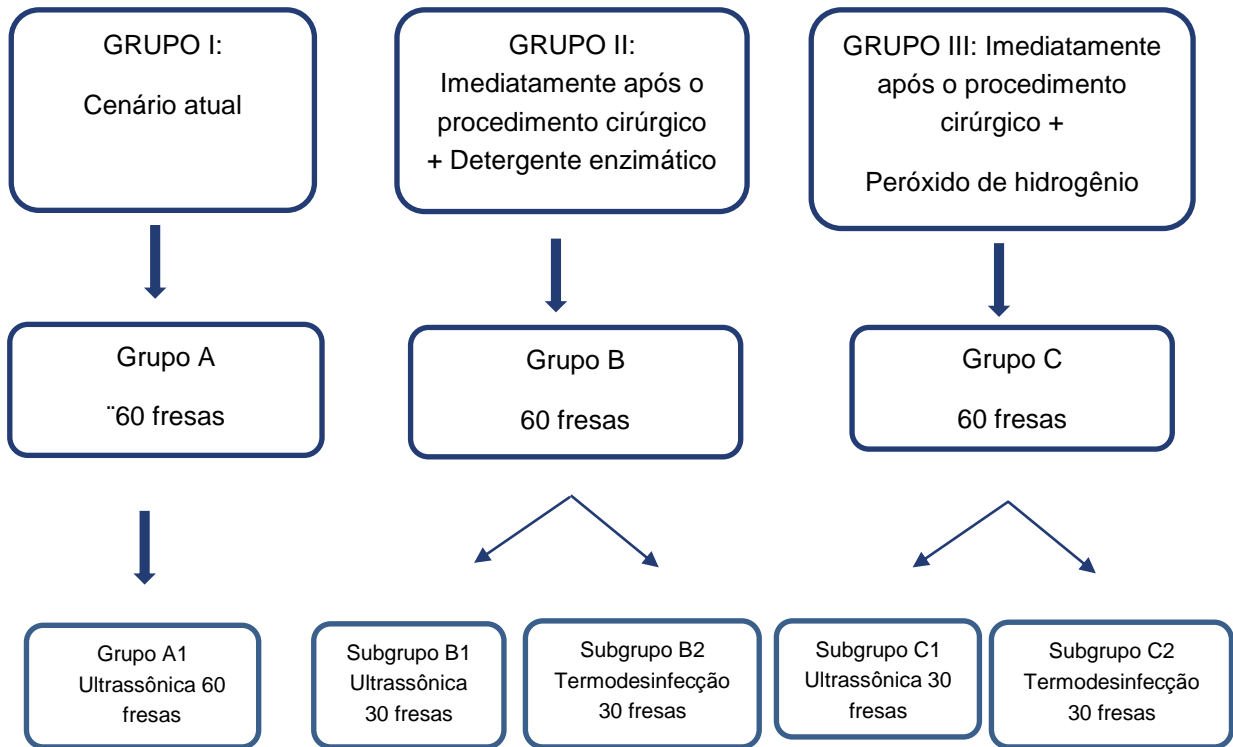 GRUPO I:
Cenário atual
GRUPO II:
Imediatamente após o
procedimento cirúrgico
+ Detergente enzimático
GRUPO III: Imediatamente
após o procedimento
cirúrgico +
Peróxido de hidrogênio
Grupo A
¨60 fresas
Grupo B
60 fresas
Grupo C
60 fresas
Grupo A1
Ultrassônica 60
fresas
Subgrupo B1
Ultrassônica
30 fresas
Subgrupo B2
Termodesinfecção
30 fresas
Subgrupo C1
Ultrassônica 30
fresas
Subgrupo C2
Termodesinfecção
30 fresas